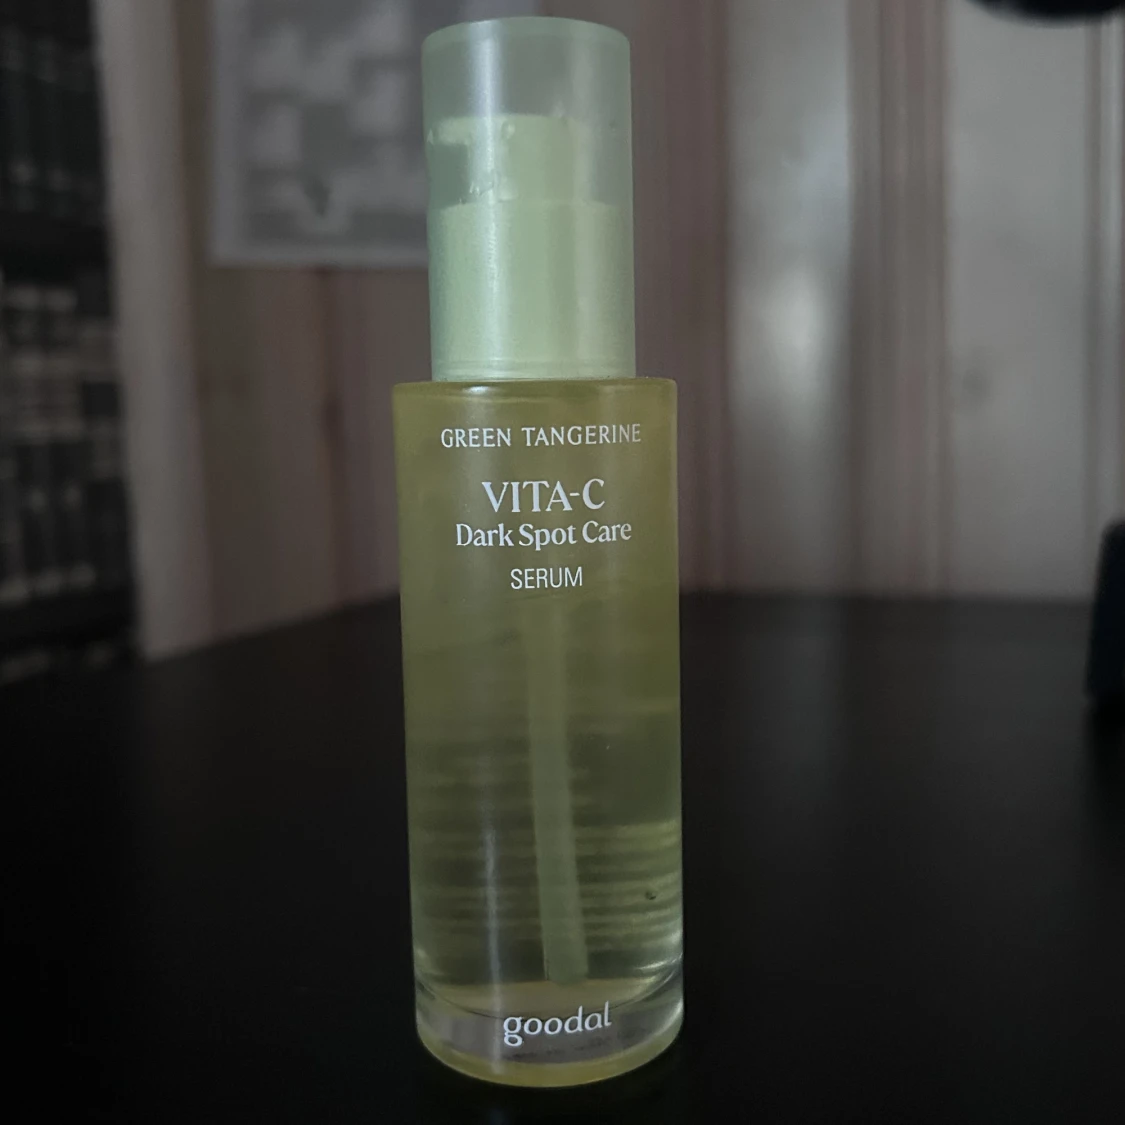 GREEN TANGERINE
VITA-C
Dark Spot Care
SERUM
goodal